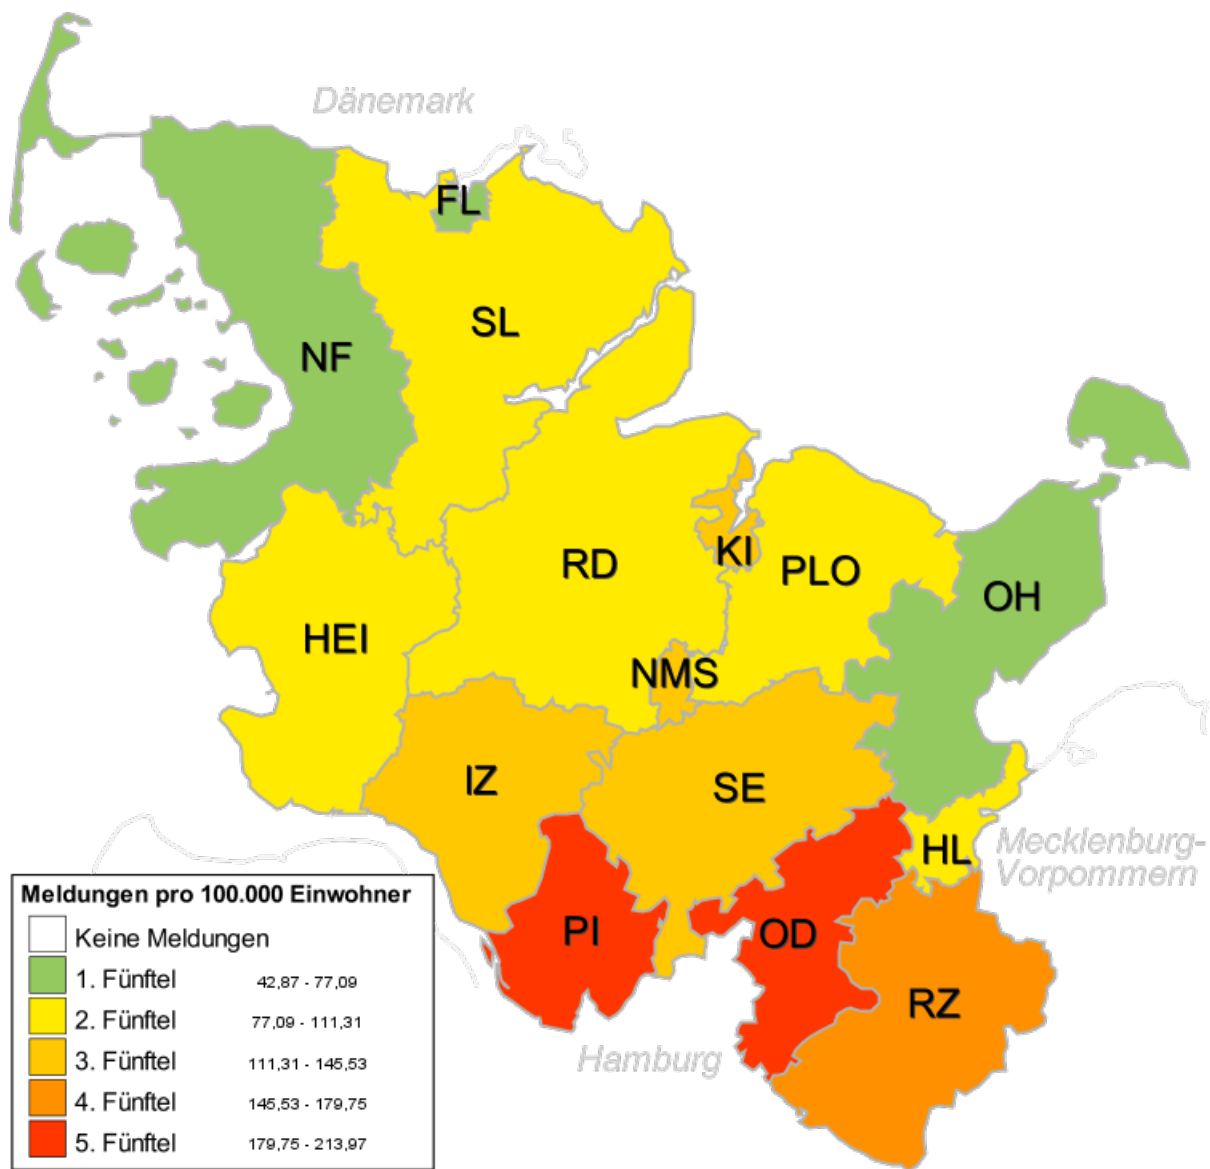 Dänemark
FL
SL
NF
RD
KI
PLO
OH
HEI
NMS
IZ
SE
HL
Mecklenburg-
Vorpommern
PI
OD
RZ
Hamburg
Meldungen pro 100.000 Einwohner
Keine Meldungen
1. Fünftel 42,87 - 77,09
2. Fünftel 77,09 - 111,31
3. Fünftel 111,31 - 145,53
4. Fünftel 145,53 - 179,75
5. Fünftel 179,75 - 213,97